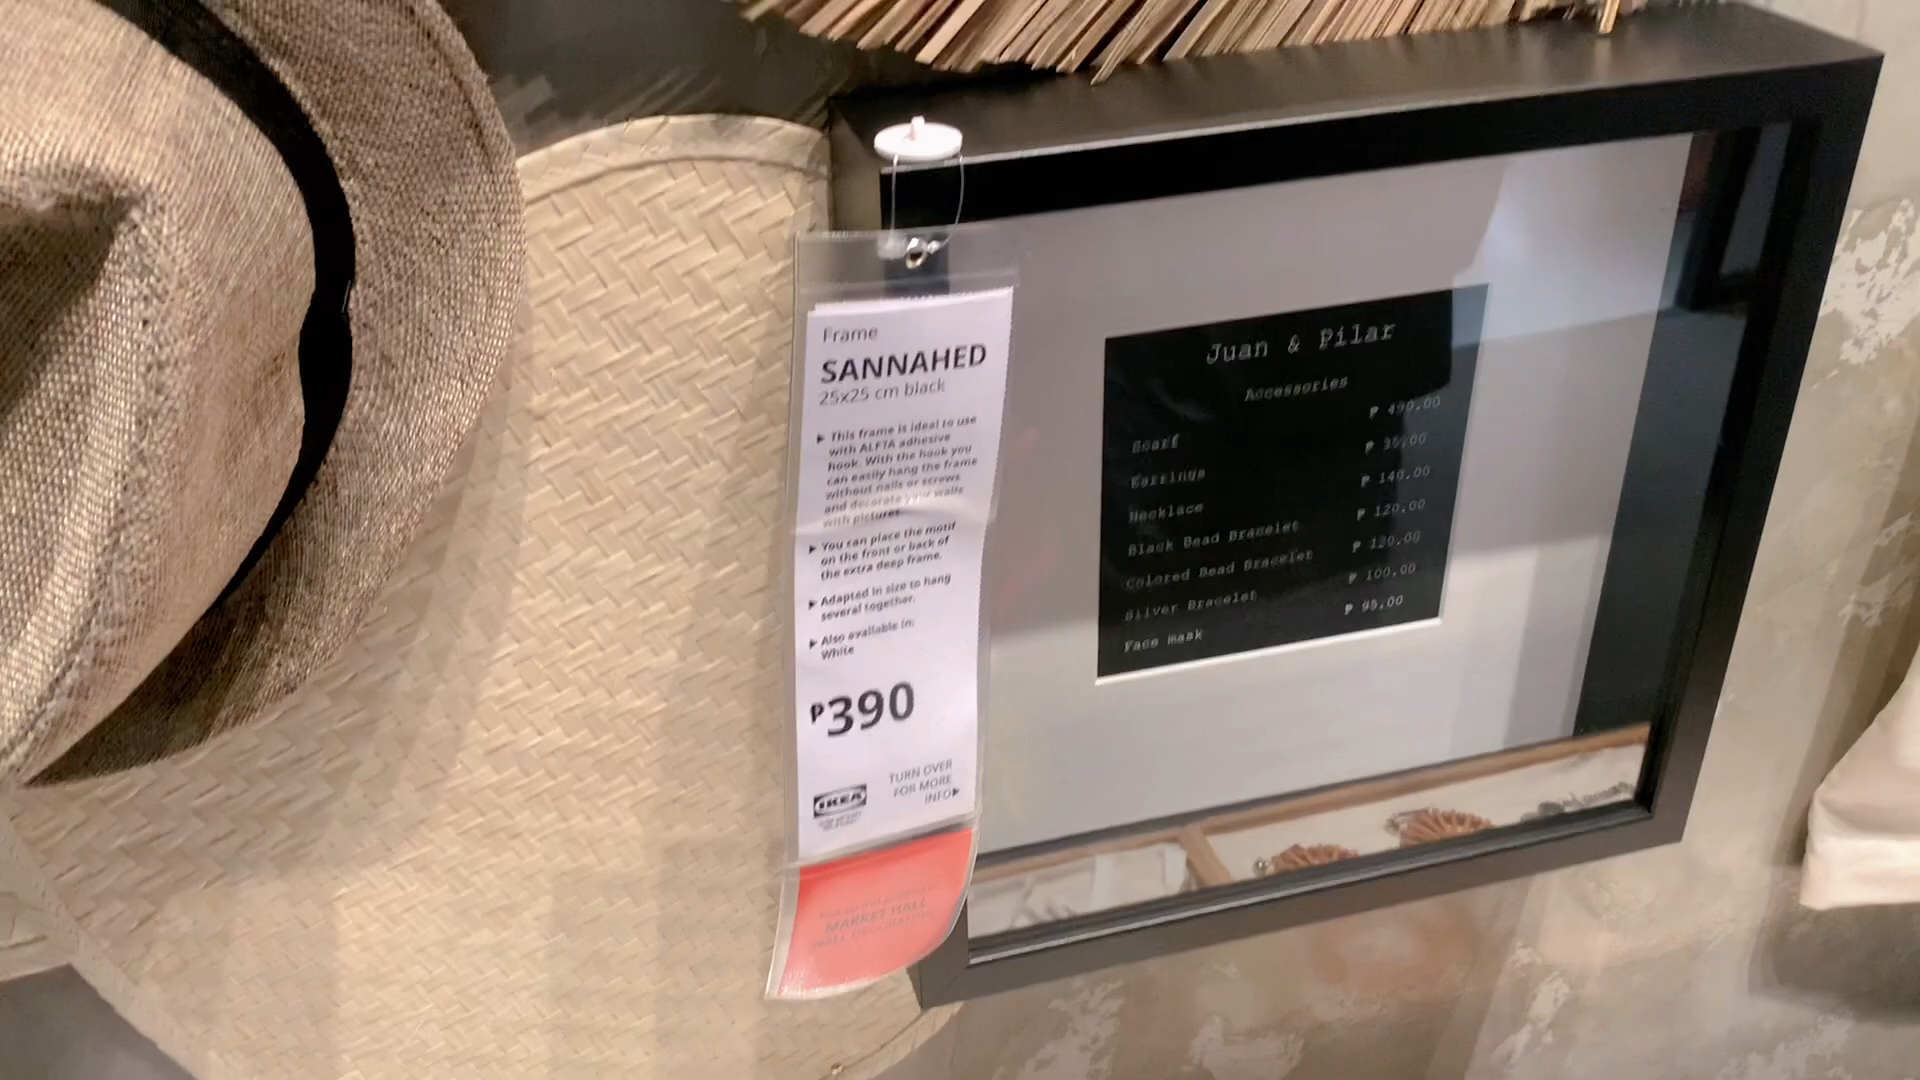 Frame
SANNAHED
25x25 cm black
▶ This frame is ideal to use
with ALFTA adhesive
hook. With the hook you
can easily hang the frame
without nails or screws
and decorate your walls
with pictures.
▶ You can place the motif
on the front or back of
the extra deep frame.
▶ Adapted in size to hang
several together.
▶ Also available in:
White
₱390
IKEA
TURN OVER
FOR MORE
INFO▶
MARKET HALL
WALL DECORATION
Juan & Pilar
Accessories
₱ 490.00
Scarf
₱ 39.00
Earrings
₱ 140.00
Necklace
₱ 120.00
Black Bead Bracelet
₱ 120.00
Colored Bead Bracelet
₱ 100.00
Silver Bracelet
₱ 95.00
Face mask